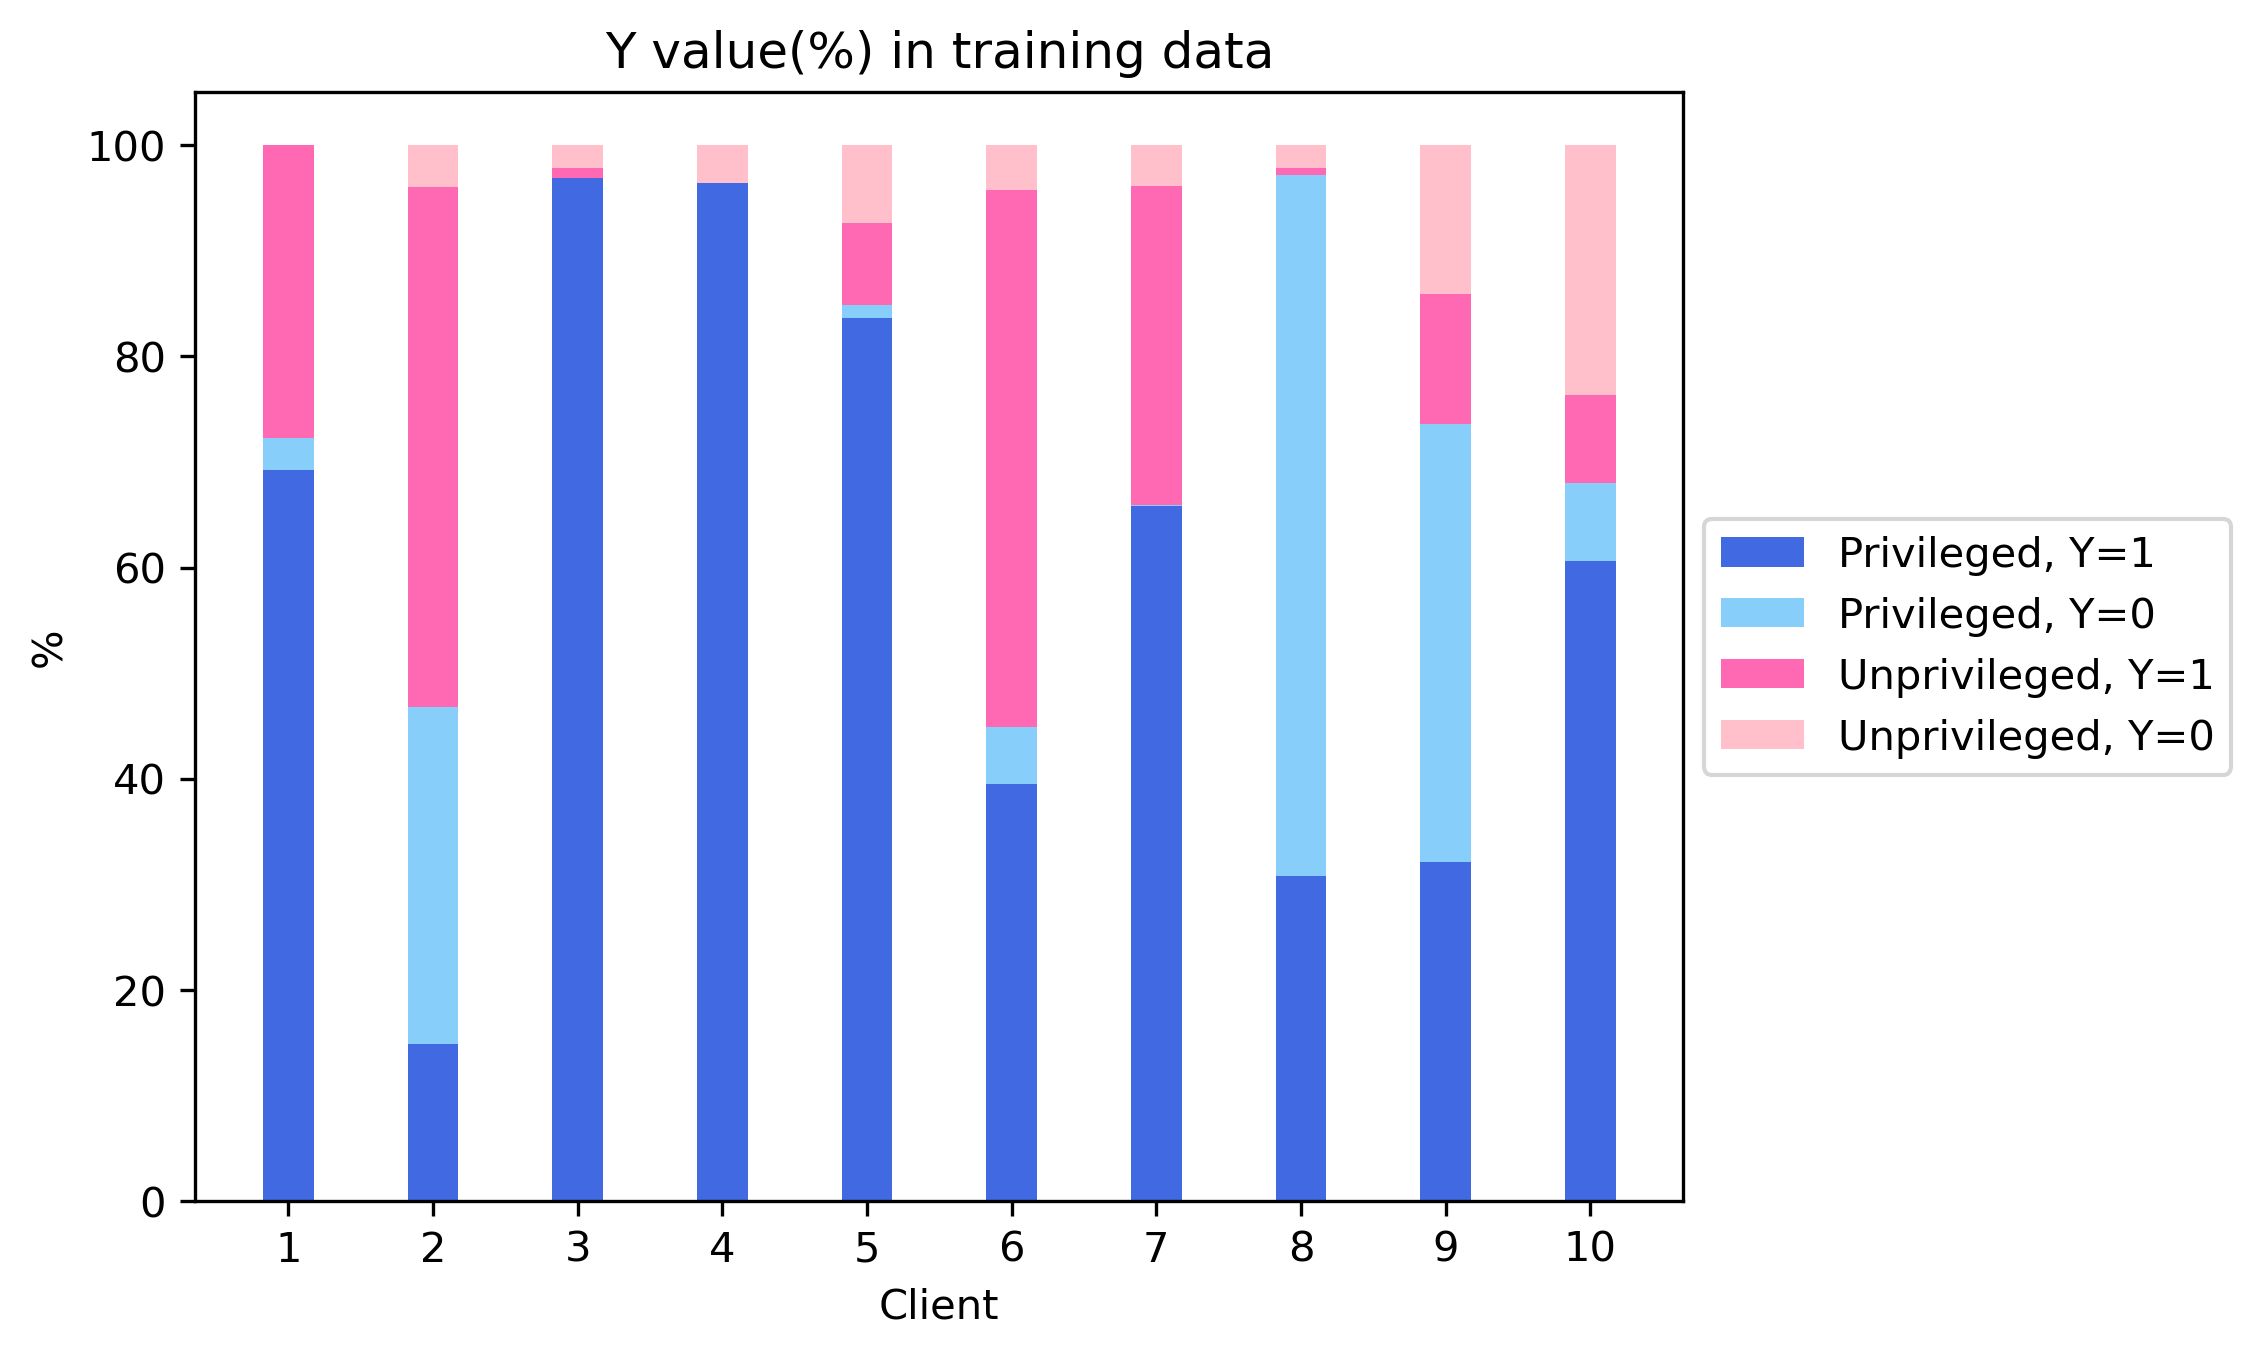 Y value(%) in training data
100
80
60
40
20
0
%
1 2 3 4 5 6 7 8 9 10
Client
Privileged, Y=1
Privileged, Y=0
Unprivileged, Y=1
Unprivileged, Y=0